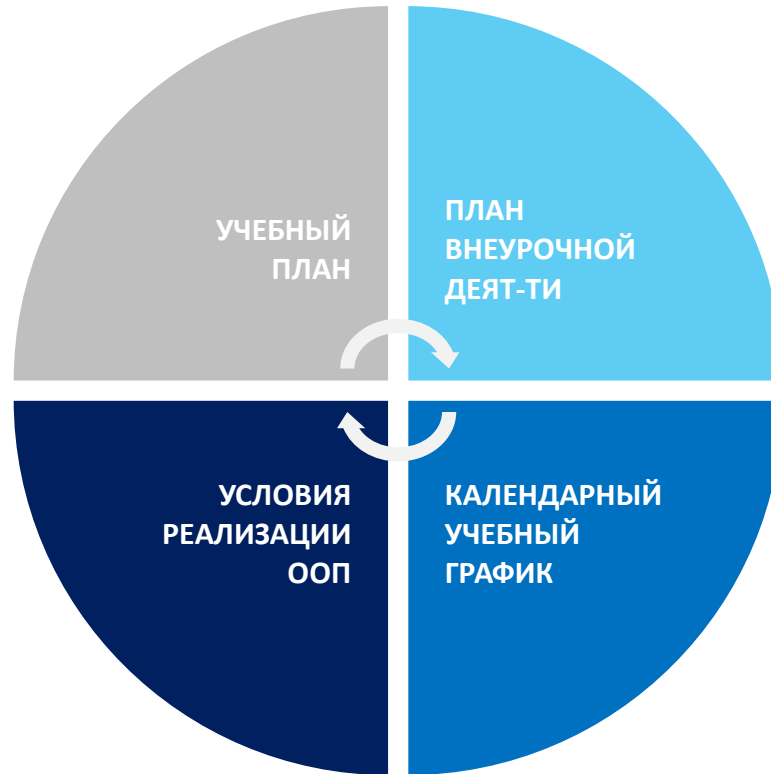 УЧЕБНЫЙ
ПЛАН
ПЛАН
ВНЕУРОЧНОЙ
ДЕЯТ-ТИ
УСЛОВИЯ
РЕАЛИЗАЦИИ
ООП
КАЛЕНДАРНЫЙ
УЧЕБНЫЙ
ГРАФИК